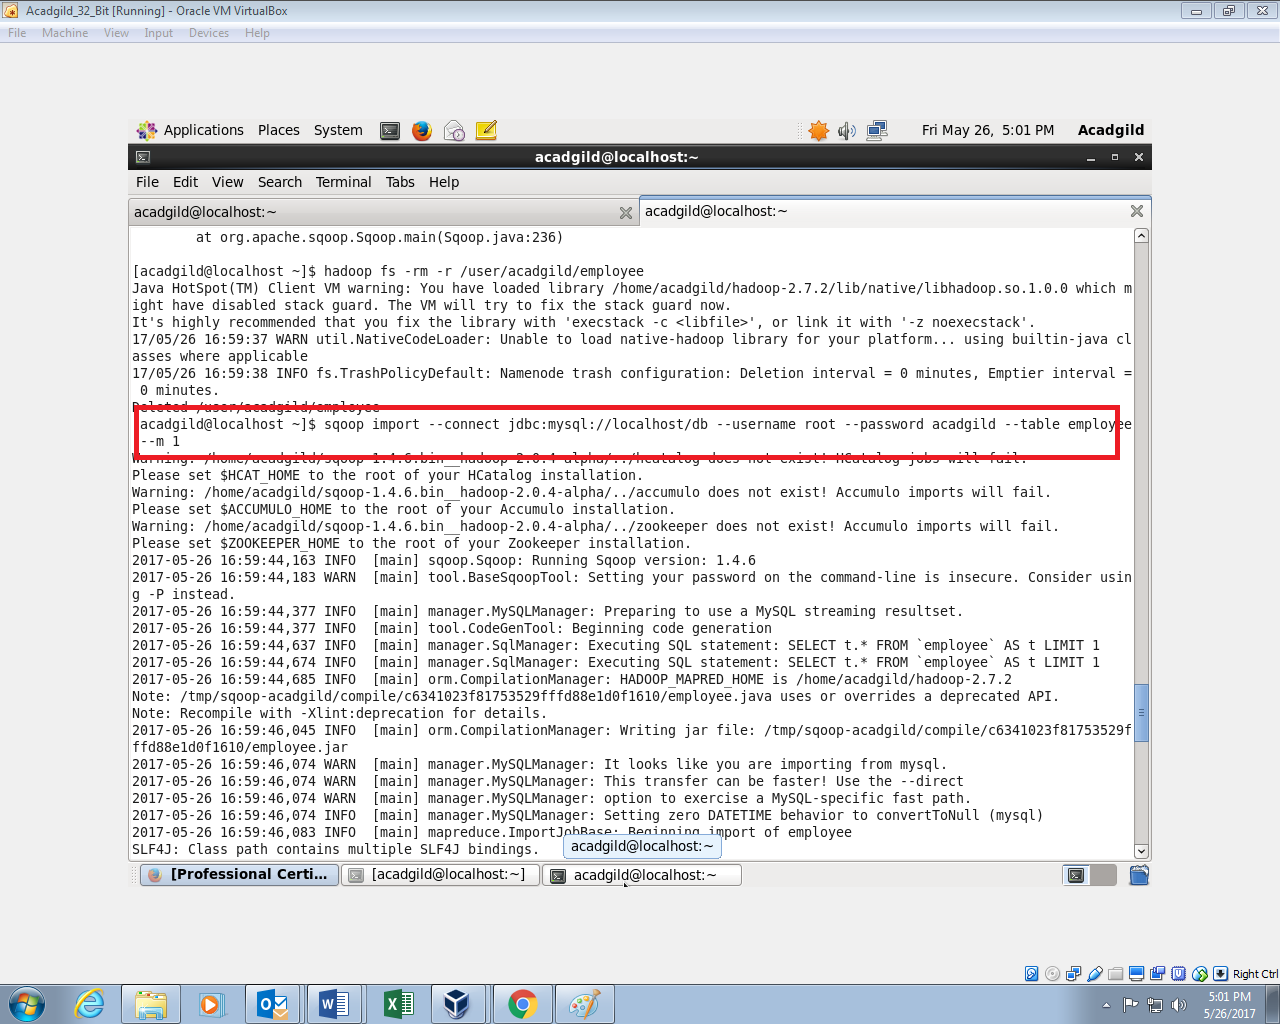 Acadgild_32_Bit [Running] - Oracle VM VirtualBox
File Machine View Input Devices Help
Applications Places System Fri May 26, 5:01 PM Acadgild
acadgild@localhost:~
File Edit View Search Terminal Tabs Help
acadgild@localhost:~ acadgild@localhost:~
at org.apache.sqoop.Sqoop.main(Sqoop.java:236)
[acadgild@localhost ~]$ hadoop fs -rm -r /user/acadgild/employee
Java HotSpot(TM) Client VM warning: You have loaded library /home/acadgild/hadoop-2.7.2/lib/native/libhadoop.so.1.0.0 which m
ight have disabled stack guard. The VM will try to fix the stack guard now.
It's highly recommended that you fix the library with 'execstack -c <libfile>', or link it with '-z noexecstack'.
17/05/26 16:59:37 WARN util.NativeCodeLoader: Unable to load native-hadoop library for your platform... using builtin-java cl
asses where applicable
17/05/26 16:59:38 INFO fs.TrashPolicyDefault: Namenode trash configuration: Deletion interval = 0 minutes, Emptier interval =
0 minutes.
Deleted /user/acadgild/employee
acadgild@localhost ~]$ sqoop import --connect jdbc:mysql://localhost/db --username root --password acadgild --table employee
--m 1
Warning: /home/acadgild/sqoop-1.4.6.bin__hadoop-2.0.4-alpha/../hcatalog does not exist! HCatalog jobs will fail.
Please set $HCAT_HOME to the root of your HCatalog installation.
Warning: /home/acadgild/sqoop-1.4.6.bin__hadoop-2.0.4-alpha/../accumulo does not exist! Accumulo imports will fail.
Please set $ACCUMULO_HOME to the root of your Accumulo installation.
Warning: /home/acadgild/sqoop-1.4.6.bin__hadoop-2.0.4-alpha/../zookeeper does not exist! Accumulo imports will fail.
Please set $ZOOKEEPER_HOME to the root of your Zookeeper installation.
2017-05-26 16:59:44,163 INFO  [main] sqoop.Sqoop: Running Sqoop version: 1.4.6
2017-05-26 16:59:44,183 WARN  [main] tool.BaseSqoopTool: Setting your password on the command-line is insecure. Consider usin
g -P instead.
2017-05-26 16:59:44,377 INFO  [main] manager.MySQLManager: Preparing to use a MySQL streaming resultset.
2017-05-26 16:59:44,377 INFO  [main] tool.CodeGenTool: Beginning code generation
2017-05-26 16:59:44,637 INFO  [main] manager.SqlManager: Executing SQL statement: SELECT t.* FROM `employee` AS t LIMIT 1
2017-05-26 16:59:44,674 INFO  [main] manager.SqlManager: Executing SQL statement: SELECT t.* FROM `employee` AS t LIMIT 1
2017-05-26 16:59:44,685 INFO  [main] orm.CompilationManager: HADOOP_MAPRED_HOME is /home/acadgild/hadoop-2.7.2
Note: /tmp/sqoop-acadgild/compile/c6341023f81753529fffd88e1d0f1610/employee.java uses or overrides a deprecated API.
Note: Recompile with -Xlint:deprecation for details.
2017-05-26 16:59:46,045 INFO  [main] orm.CompilationManager: Writing jar file: /tmp/sqoop-acadgild/compile/c6341023f81753529f
ffd88e1d0f1610/employee.jar
2017-05-26 16:59:46,074 WARN  [main] manager.MySQLManager: It looks like you are importing from mysql.
2017-05-26 16:59:46,074 WARN  [main] manager.MySQLManager: This transfer can be faster! Use the --direct
2017-05-26 16:59:46,074 WARN  [main] manager.MySQLManager: option to exercise a MySQL-specific fast path.
2017-05-26 16:59:46,074 WARN  [main] manager.MySQLManager: Setting zero DATETIME behavior to convertToNull (mysql)
2017-05-26 16:59:46,083 INFO  [main] mapreduce.ImportJobBase: Beginning import of employee
SLF4J: Class path contains multiple SLF4J bindings.
acadgild@localhost:~
[Professional Certi... [acadgild@localhost:~] acadgild@localhost:~
Right Ctrl
5:01 PM
5/26/2017